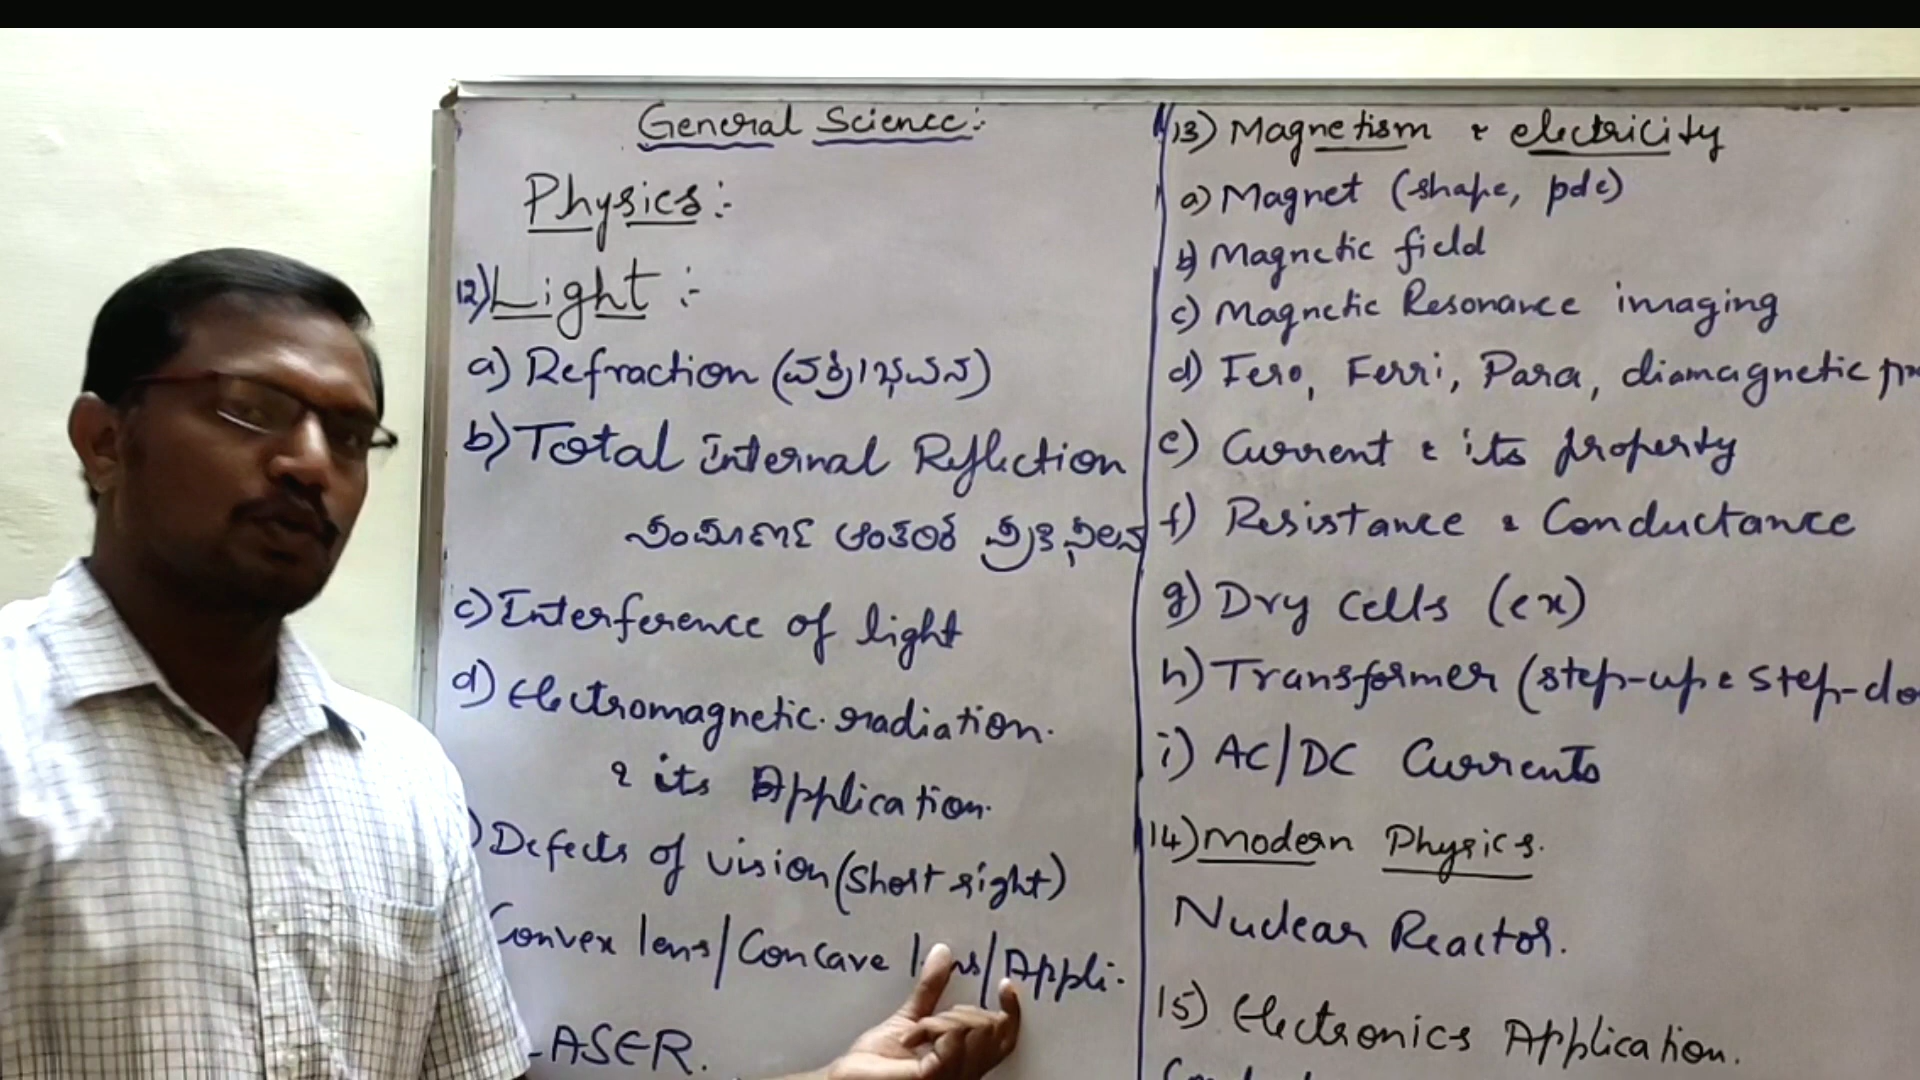 General Science:-
Physics:-
12) Light :-
a) Refraction (ವಕ್ರೀಭವನ)
b) Total Internal Reflection
ಸಂಪೂರ್ಣ ಆಂತರಿಕ ಪ್ರತಿಫಲನ
c) Interference of light
d) Electromagnetic radiation.
& its Application.
) Defects of vision (Short sight)
Convex lens/Concave lens/Appli.
LASER.
13) Magnetism & electricity
a) Magnet (shape,
b) Magnetic field
c) Magnetic Resonance imaging
d) Fero, Ferri, Para, diamagnetic
e) Current & its property
f) Resistance & Conductance
g) Dry Cells (ex)
h) Transformer (step-up & step-do
i) AC/DC Currents
14) Modern Physics.
Nuclear Reactor.
15) Electronics Application.